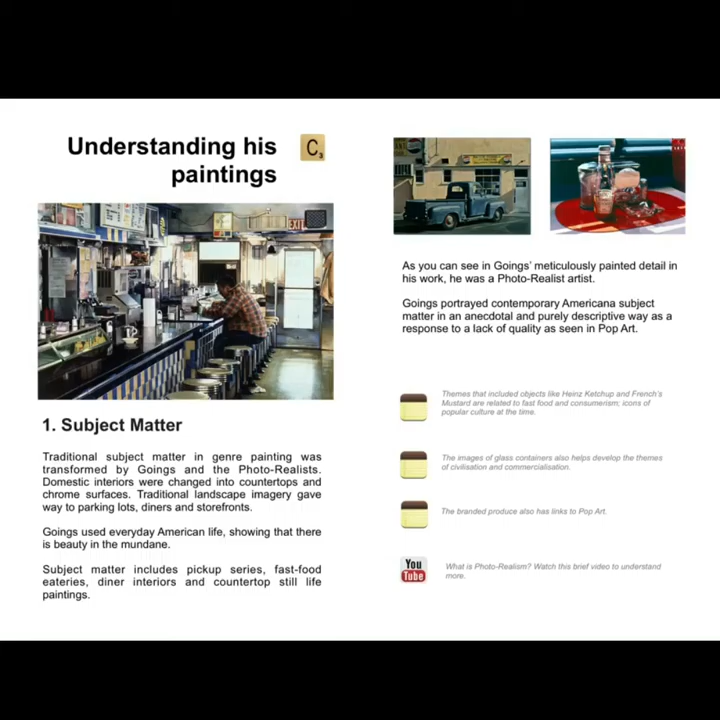 Understanding his
paintings
C3
EXIT
1. Subject Matter
Traditional subject matter in genre painting was
transformed by Goings and the Photo-Realists.
Domestic interiors were changed into countertops and
chrome surfaces. Traditional landscape imagery gave
way to parking lots, diners and storefronts.
Goings used everyday American life, showing that there
is beauty in the mundane.
Subject matter includes pickup series, fast-food
eateries, diner interiors and countertop still life
paintings.
As you can see in Goings' meticulously painted detail in
his work, he was a Photo-Realist artist.
Goings portrayed contemporary Americana subject
matter in an anecdotal and purely descriptive way as a
response to a lack of quality as seen in Pop Art.
Themes that included objects like Heinz Ketchup and French's
Mustard are related to fast food and consumerism; icons of
popular culture at the time.
The images of glass containers also helps develop the themes
of civilisation and commercialisation.
The branded produce also has links to Pop Art.
You
Tube
What is Photo-Realism? Watch this brief video to understand
more.